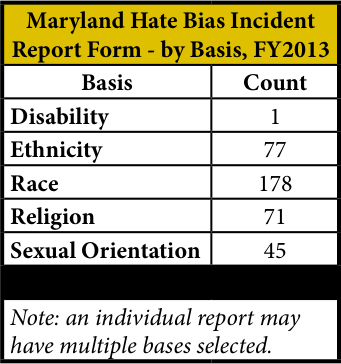 Maryland Hate Bias Incident
Report Form - by Basis, FY2013
Basis Count
Disability 1
Ethnicity 77
Race 178
Religion 71
Sexual Orientation 45
Note: an individual report may
have multiple bases selected.